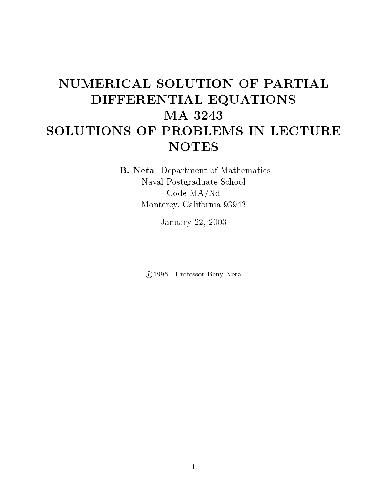 NUMERICAL SOLUTION OF PARTIAL
DIFFERENTIAL EQUATIONS
MA 3243
SOLUTIONS OF PROBLEMS IN LECTURE
NOTES
B. Neta Department of Mathematics
Naval Postgraduate School
Code MA/Nd
Monterey, California 93943
January 22, 2003
©1996 - Professor Beny Neta
1